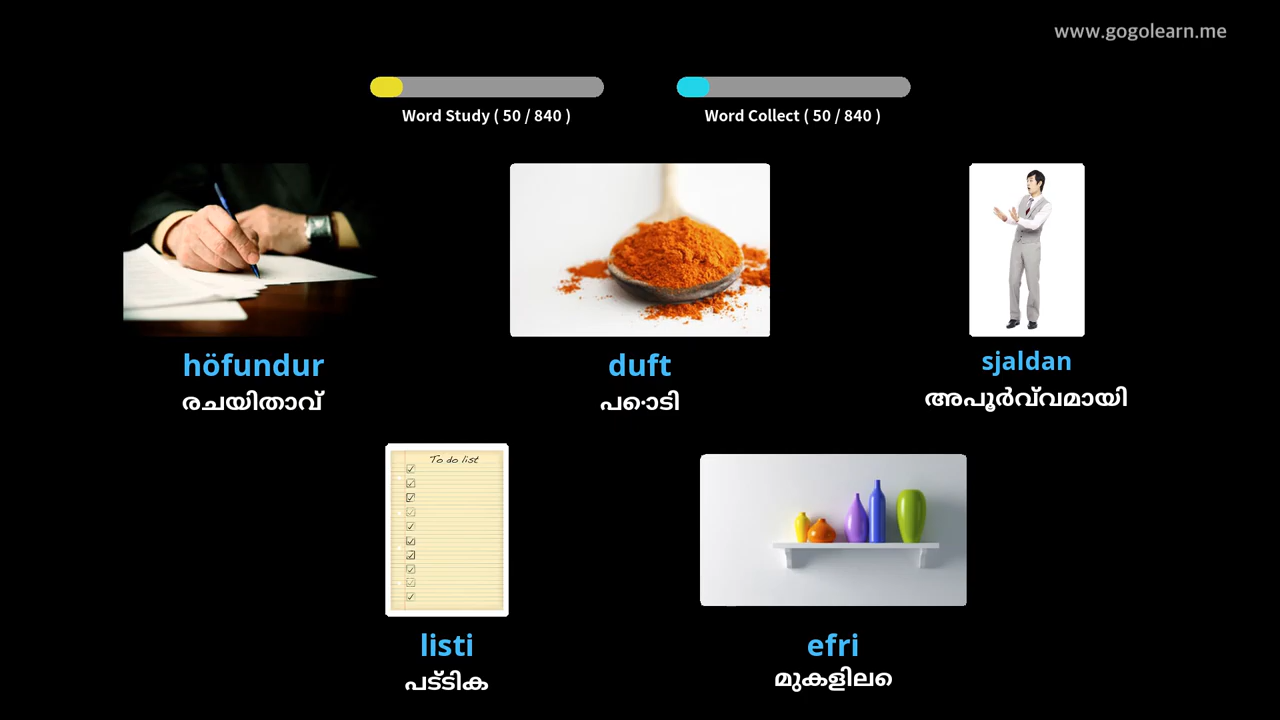 www.gogolearn.me
Word Study ( 50 / 840 )
Word Collect ( 50 / 840 )
höfundur
രചയിതാവ്
duft
പൊടി
sjaldan
അപൂർവ്വമായി
To do list
listi
പട്ടിക
efri
മുകളിലെ